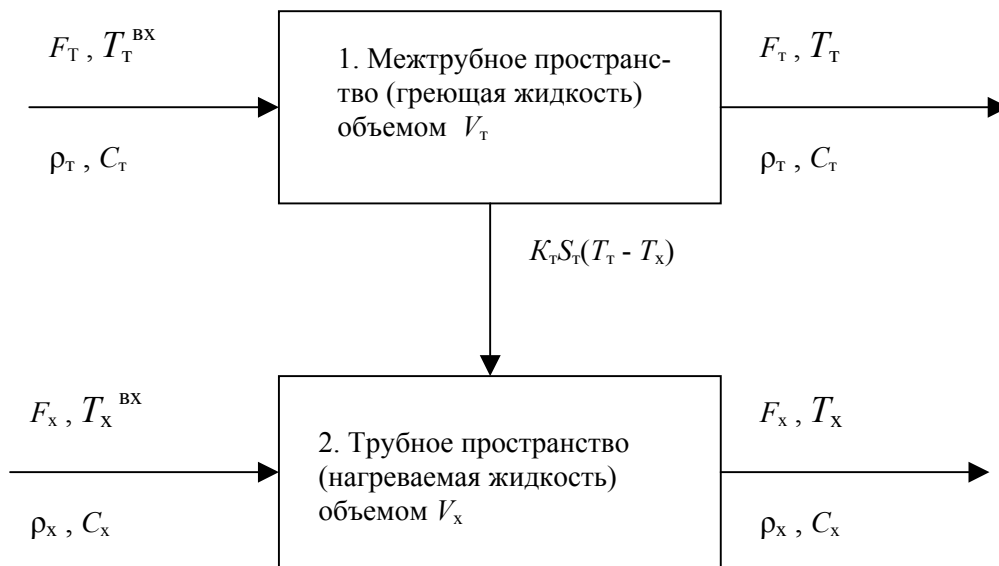 F_Т , T_т^вх
1. Межтрубное пространс-
тво (греющая жидкость)
объемом V_т
F_т , T_т
ρ_т , C_т
ρ_т , C_т
K_тS_т(T_т - T_х)
F_х , T_х^вх
2. Трубное пространство
(нагреваемая жидкость)
объемом V_х
F_х , T_х
ρ_х , C_х
ρ_х , C_х